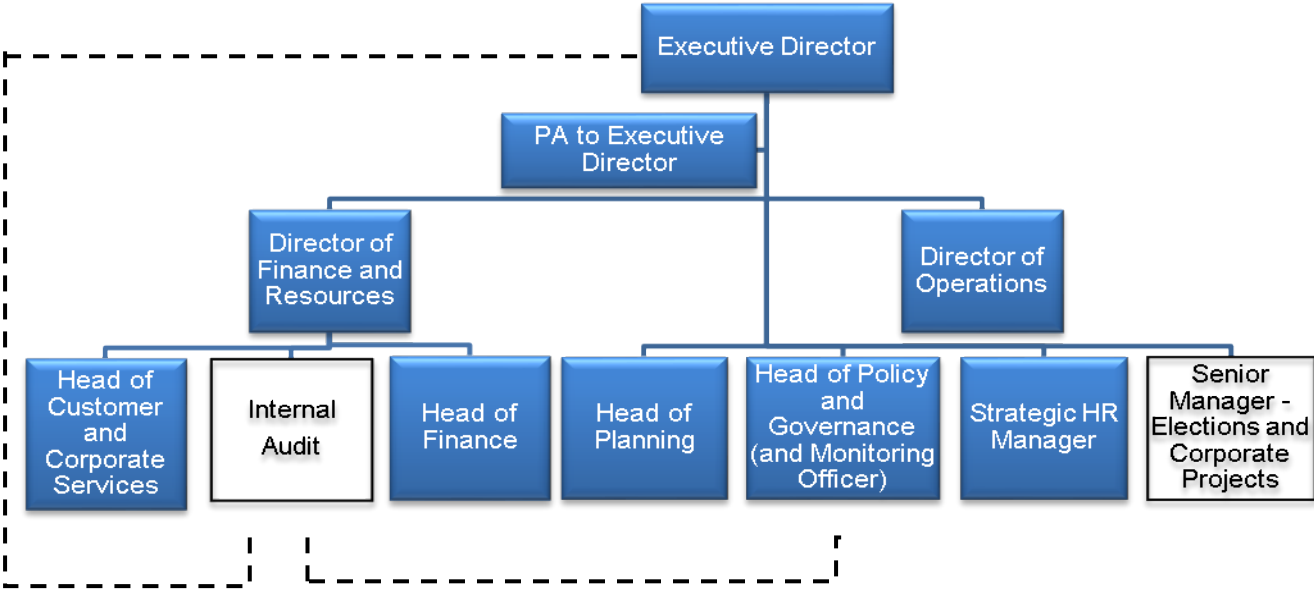 Executive Director
PA to Executive
Director
Director of
Finance and
Resources
Director of
Operations
Head of
Customer
and
Corporate
Services
Internal
Audit
Head of
Finance
Head of
Planning
Head of Policy
and
Governance
(and Monitoring
Officer)
Strategic HR
Manager
Senior
Manager -
Elections and
Corporate
Projects